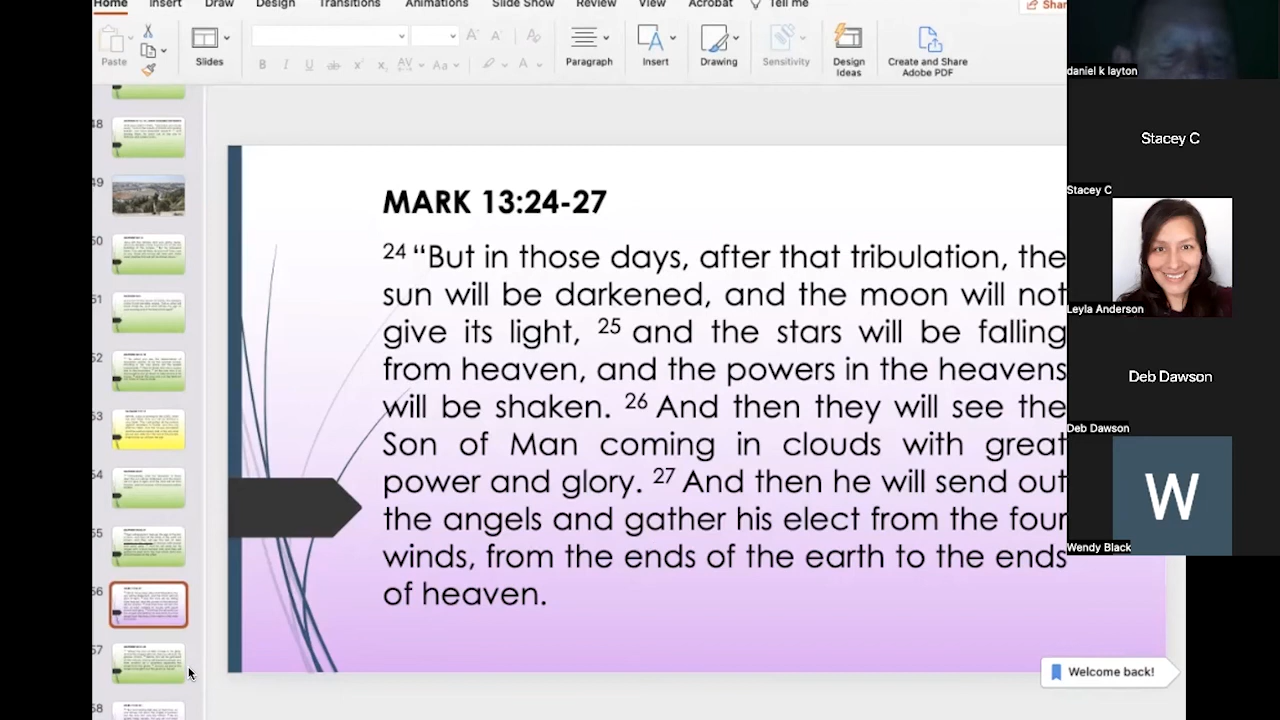 Home Insert Draw Design Transitions Animations Slide Show Review View Acrobat Tell me
Shar
Paste
Slides
B I U ab x² x₂ AV Aa A
Paragraph
Insert
Drawing
Sensitivity
Design
Ideas
Create and Share
Adobe PDF
48
49
50
51
52
53
54
55
56
57
58
MARK 13:24-27
24 “But in those days, after that tribulation, the
sun will be darkened, and the moon will not
give its light, 25 and the stars will be falling
from heaven, and the powers in the heavens
will be shaken. 26 And then they will see the
Son of Man coming in clouds with great
power and glory. 27 And then he will send out
the angels and gather his elect from the four
winds, from the ends of the earth to the ends
of heaven.
Welcome back!
daniel k layton
Stacey C
Stacey C
Leyla Anderson
Deb Dawson
Deb Dawson
W
Wendy Black